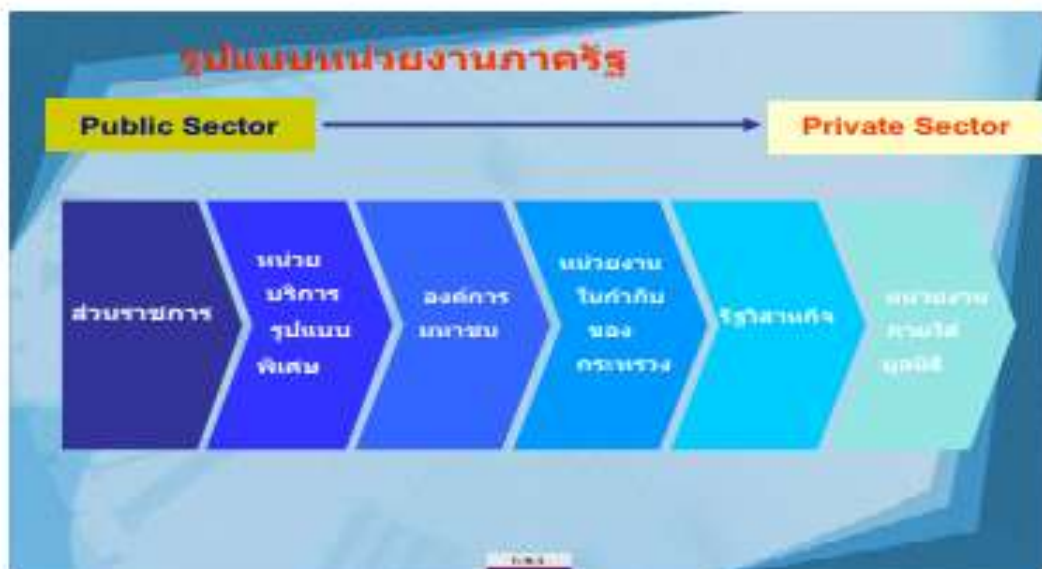 รูปแบบหน่วยงานภาครัฐ
Public Sector
Private Sector
ส่วนราชการ
หน่วย
บริการ
รูปแบบ
พิเศษ
องค์การ
มหาชน
หน่วยงาน
ในกำกับ
ของ
กระทรวง
รัฐวิสาหกิจ
หน่วยงาน
ภายใต้
มูลนิธิ